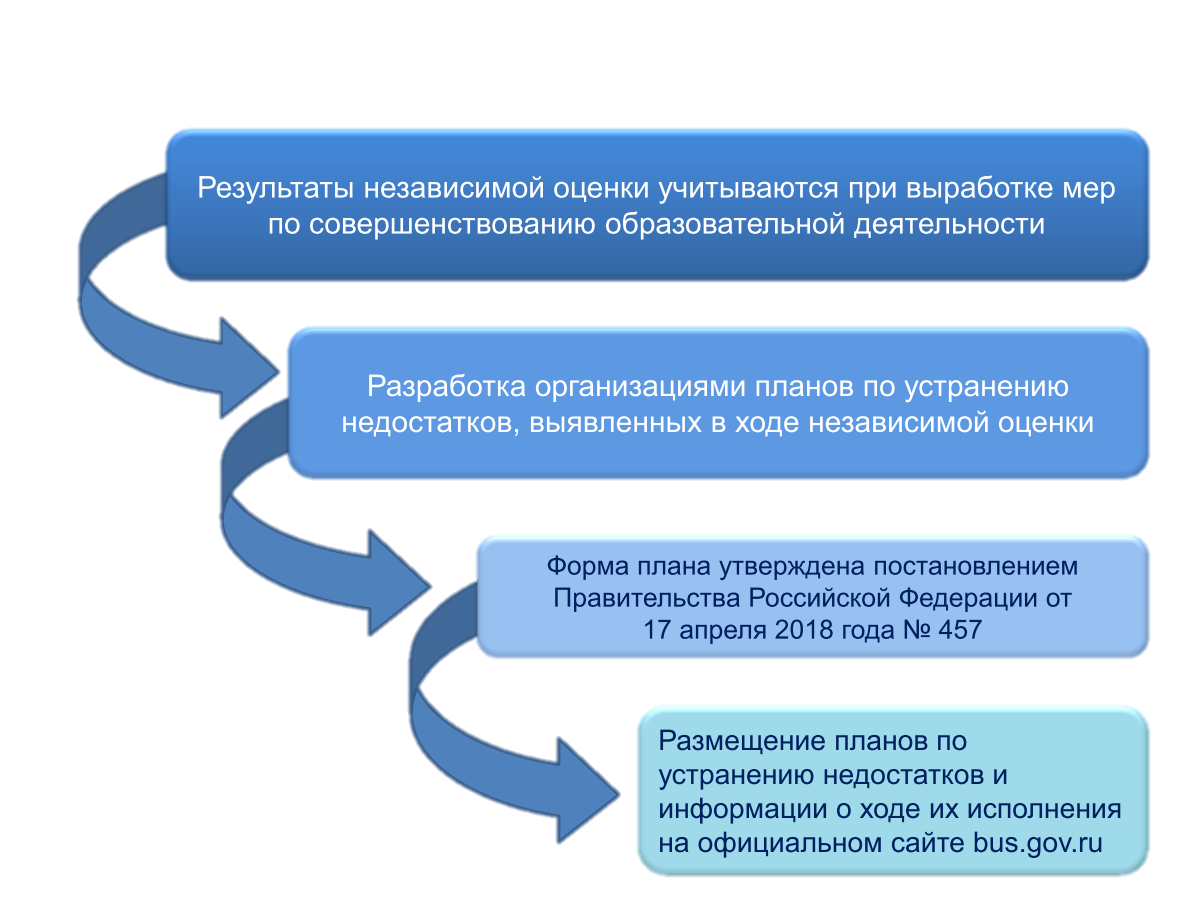 Результаты независимой оценки учитываются при выработке мер
по совершенствованию образовательной деятельности
Разработка организациями планов по устранению
недостатков, выявленных в ходе независимой оценки
Форма плана утверждена постановлением
Правительства Российской Федерации от
17 апреля 2018 года № 457
Размещение планов по
устранению недостатков и
информации о ходе их исполнения
на официальном сайте bus.gov.ru